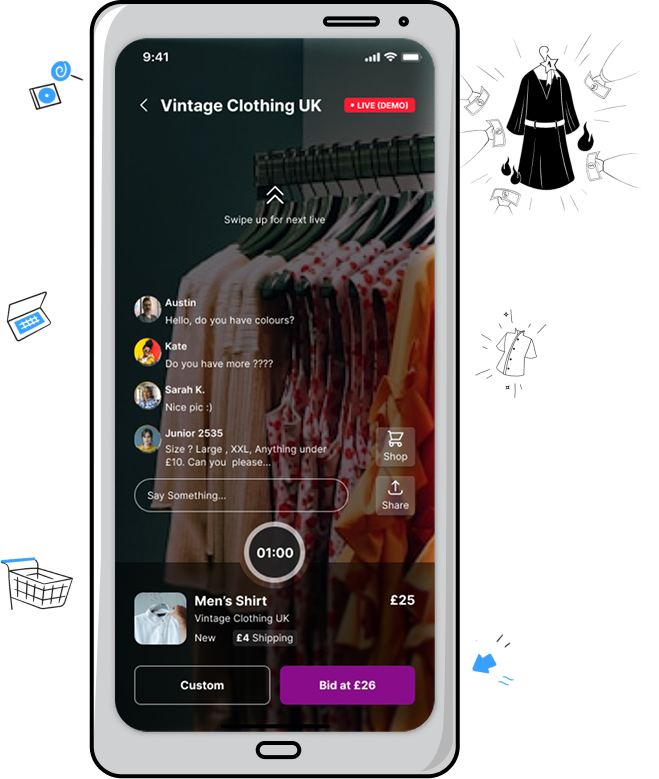 9:41
Vintage Clothing UK
• LIVE (DEMO)
Swipe up for next live
Austin
Hello, do you have colours?
Kate
Do you have more ????
Sarah K.
Nice pic :)
Junior 2535
Size ? Large , XXL, Anything under
£10. Can you please...
Shop
Say Something...
Share
01:00
Men's Shirt
£25
Vintage Clothing UK
New
£4 Shipping
Custom
Bid at £26